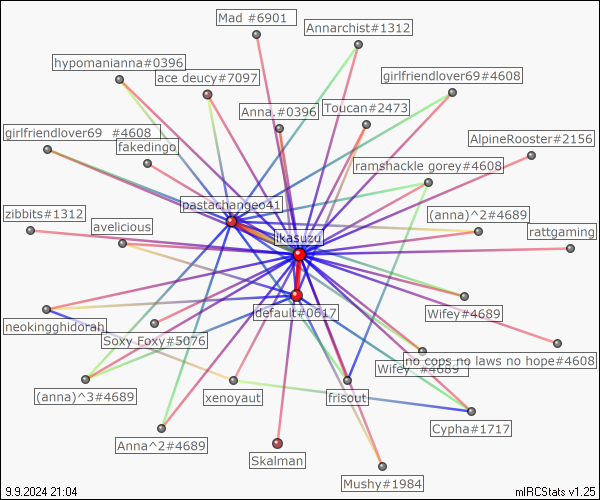 Mad #6901
Annarchist#1312
hypomanianna#0396
ace deucy#7097
girlfriendlover69#4608
Anna.#0396
Toucan#2473
girlfriendlover69  #4608
fakedingo
AlpineRooster#2156
ramshackle gorey#4608
pastachangeo41
zibbits#1312
avelicious
(anna)^2#4689
rattgaming
ikasuzu
default#0617
Wifey#4689
neokingghidorah
Soxy Foxy#5076
no cops no laws no hope#4608
Wifey  #4689
(anna)^3#4689
xenoyaut
frisout
Cypha#1717
Anna^2#4689
Skalman
Mushy#1984
9.9.2024 21:04
mIRCStats v1.25